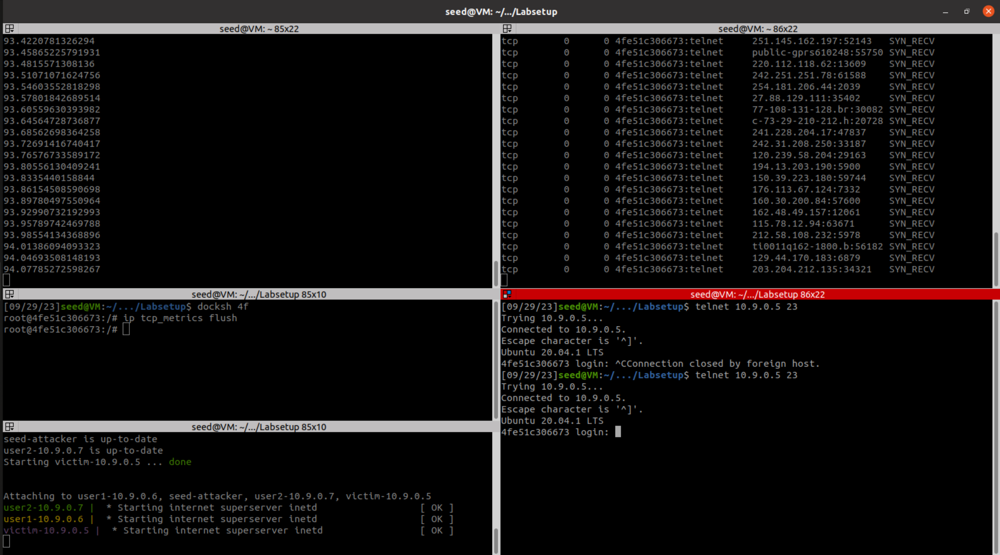 seed@VM: ~/.../Labsetup
seed@VM: ~ 85x22
93.4220781326294
93.45865225791931
93.4815571308136
93.51071071624756
93.54603552818298
93.57801842689514
93.60559630393982
93.64564728736877
93.68562698364258
93.72691416740417
93.76576733589172
93.80556130409241
93.8335440158844
93.86154508590698
93.89780497550964
93.92990732192993
93.95789742469788
93.98554134368896
94.01386094093323
94.04693508148193
94.07785272598267
seed@VM: ~ 86x22
tcp 0 0 4fe51c306673:telnet 251.145.162.197:52143 SYN_RECV
tcp 0 0 4fe51c306673:telnet public-gprs610248:55750 SYN_RECV
tcp 0 0 4fe51c306673:telnet 220.112.118.62:13609 SYN_RECV
tcp 0 0 4fe51c306673:telnet 242.251.251.78:61588 SYN_RECV
tcp 0 0 4fe51c306673:telnet 254.181.206.44:2039 SYN_RECV
tcp 0 0 4fe51c306673:telnet 27.88.129.111:35402 SYN_RECV
tcp 0 0 4fe51c306673:telnet 77-108-131-128.br:30082 SYN_RECV
tcp 0 0 4fe51c306673:telnet c-73-29-210-212.h:20728 SYN_RECV
tcp 0 0 4fe51c306673:telnet 241.228.204.17:47837 SYN_RECV
tcp 0 0 4fe51c306673:telnet 242.31.208.250:33187 SYN_RECV
tcp 0 0 4fe51c306673:telnet 120.239.58.204:29163 SYN_RECV
tcp 0 0 4fe51c306673:telnet 194.13.203.190:5900 SYN_RECV
tcp 0 0 4fe51c306673:telnet 150.39.223.180:59744 SYN_RECV
tcp 0 0 4fe51c306673:telnet 176.113.67.124:7332 SYN_RECV
tcp 0 0 4fe51c306673:telnet 160.30.200.84:57600 SYN_RECV
tcp 0 0 4fe51c306673:telnet 162.48.49.157:12061 SYN_RECV
tcp 0 0 4fe51c306673:telnet 115.78.12.94:63671 SYN_RECV
tcp 0 0 4fe51c306673:telnet 212.58.108.232:5978 SYN_RECV
tcp 0 0 4fe51c306673:telnet ti0011q162-1800.b:56182 SYN_RECV
tcp 0 0 4fe51c306673:telnet 129.44.170.183:6879 SYN_RECV
tcp 0 0 4fe51c306673:telnet 203.204.212.135:34321 SYN_RECV
seed@VM: ~/.../Labsetup 85x10
[09/29/23]seed@VM:~/.../Labsetup$ docksh 4f
root@4fe51c306673:/# ip tcp_metrics flush
root@4fe51c306673:/#
seed@VM: ~/.../Labsetup 85x10
seed-attacker is up-to-date
user2-10.9.0.7 is up-to-date
Starting victim-10.9.0.5 ... done
Attaching to user1-10.9.0.6, seed-attacker, user2-10.9.0.7, victim-10.9.0.5
user2-10.9.0.7 | * Starting internet superserver inetd [ OK ]
user1-10.9.0.6 | * Starting internet superserver inetd [ OK ]
victim-10.9.0.5 | * Starting internet superserver inetd [ OK ]
seed@VM: ~/.../Labsetup 86x22
[09/29/23]seed@VM:~/.../Labsetup$ telnet 10.9.0.5 23
Trying 10.9.0.5...
Connected to 10.9.0.5.
Escape character is '^]'.
Ubuntu 20.04.1 LTS
4fe51c306673 login: ^CConnection closed by foreign host.
[09/29/23]seed@VM:~/.../Labsetup$ telnet 10.9.0.5 23
Trying 10.9.0.5...
Connected to 10.9.0.5.
Escape character is '^]'.
Ubuntu 20.04.1 LTS
4fe51c306673 login: